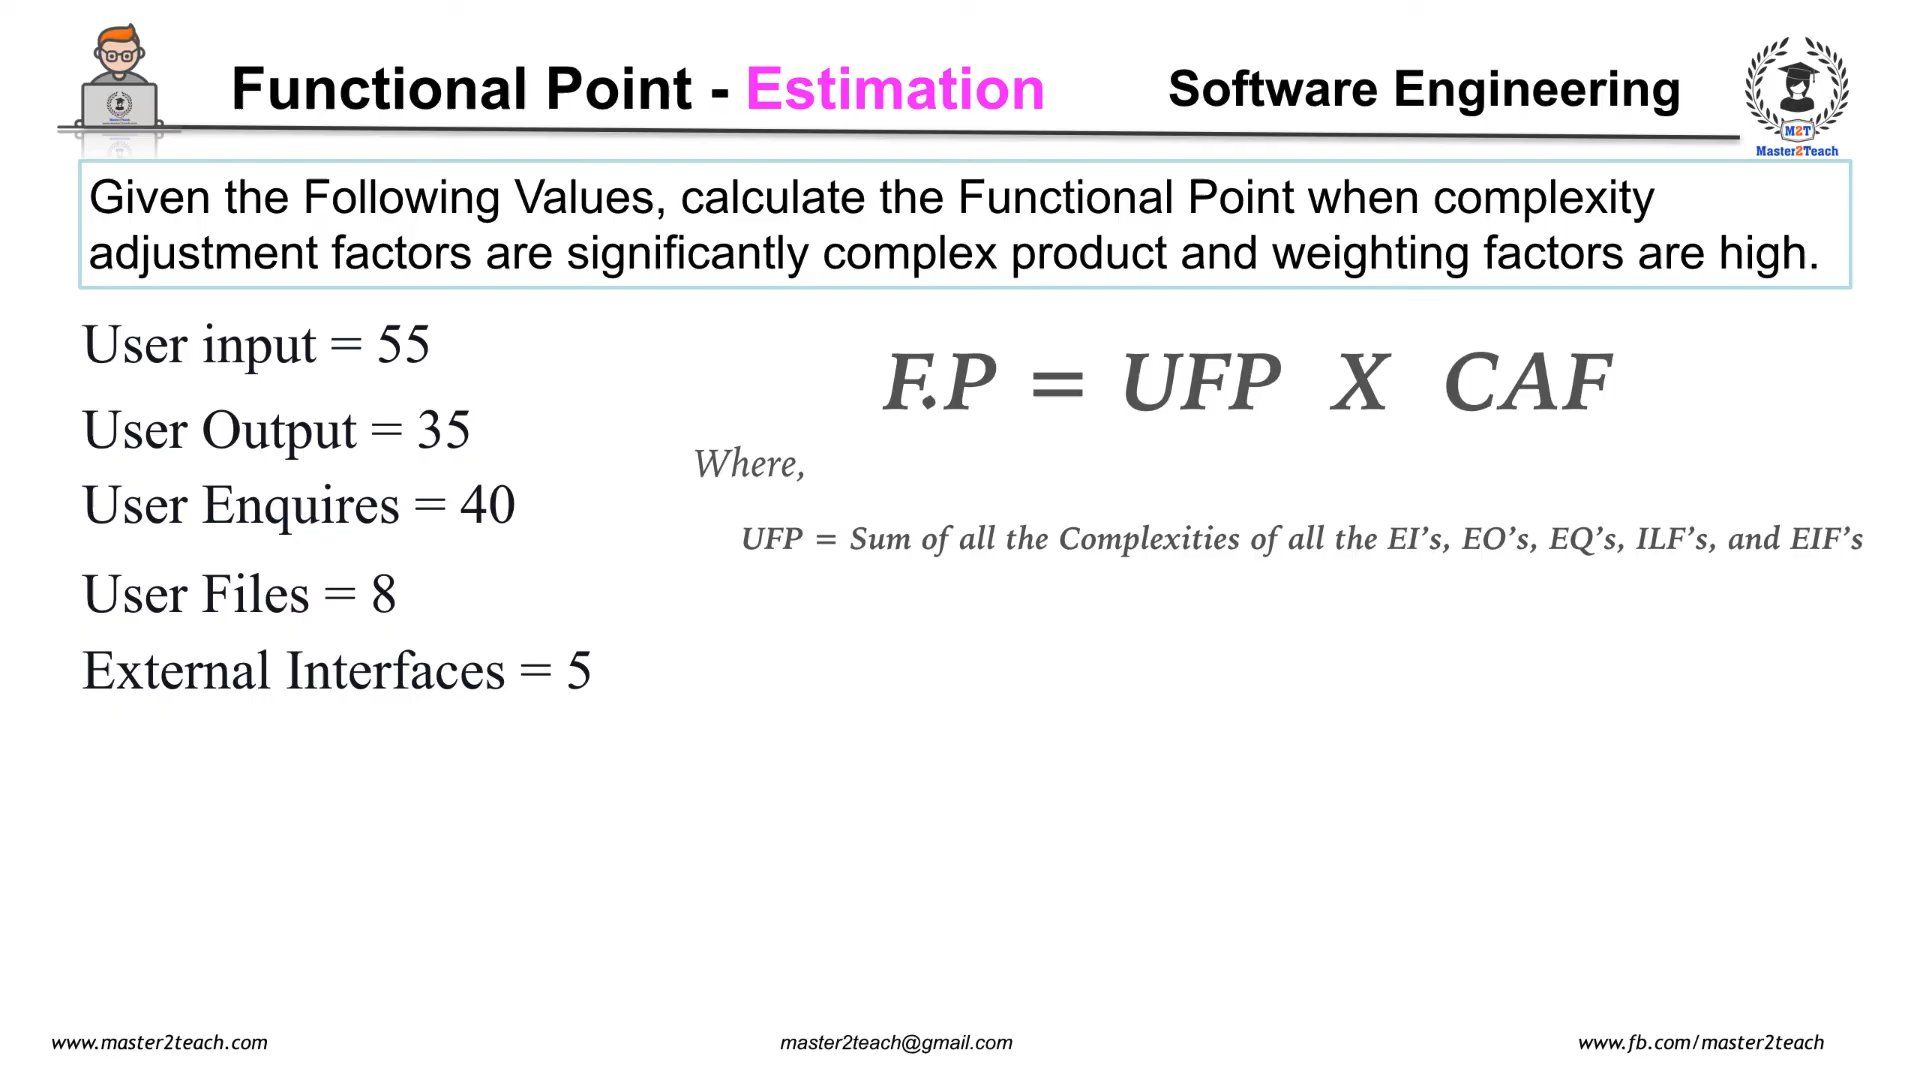 Functional Point - Estimation
Software Engineering
M2T
Master2Teach
Given the Following Values, calculate the Functional Point when complexity
adjustment factors are significantly complex product and weighting factors are high.
User input = 55
User Output = 35
User Enquires = 40
User Files = 8
External Interfaces = 5
F.P = UFP X CAF
Where,
UFP = Sum of all the Complexities of all the EI's, EO's, EQ's, ILF's, and EIF's
www.master2teach.com
master2teach@gmail.com
www.fb.com/master2teach